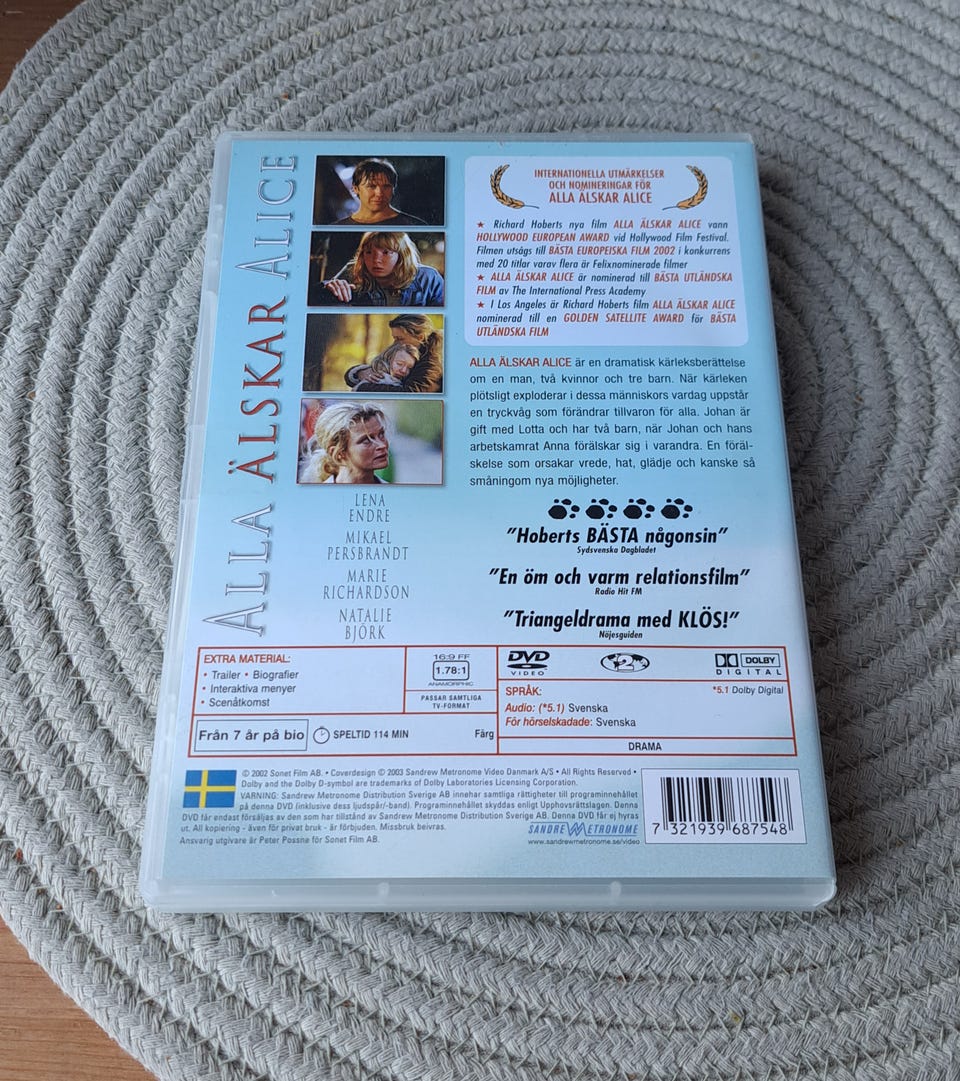 ALLA ÄLSKAR ALICE
INTERNATIONELLA UTMÄRKELSER
OCH NOMINERINGAR FÖR
ALLA ÄLSKAR ALICE
★ Richard Hoberts nya film ALLA ÄLSKAR ALICE vann
HOLLYWOOD EUROPEAN AWARD vid Hollywood Film Festival.
Filmen utsågs till BÄSTA EUROPEISKA FILM 2002 i konkurrens
med 20 titlar varav flera är Felixnominerade filmer
★ ALLA ÄLSKAR ALICE är nominerad till BÄSTA UTLÄNDSKA
FILM av The International Press Academy
★ I Los Angeles är Richard Hoberts film ALLA ÄLSKAR ALICE
nominerad till en GOLDEN SATELLITE AWARD för BÄSTA
UTLÄNDSKA FILM
ALLA ÄLSKAR ALICE är en dramatisk kärleksberättelse
om en man, två kvinnor och tre barn. När kärleken
plötsligt exploderar i dessa människors vardag uppstår
en tryckvåg som förändrar tillvaron för alla. Johan är
gift med Lotta och har två barn, när Johan och hans
arbetskamrat Anna förälskar sig i varandra. En föräl-
skelse som orsakar vrede, hat, glädje och kanske så
småningom nya möjligheter.
LENA
ENDRE
MIKAEL
PERSBRANDT
MARIE
RICHARDSON
NATALIE
BJÖRK
"Hoberts BÄSTA någonsin"
Sydsvenska Dagbladet
"En öm och varm relationsfilm"
Radio Hit FM
"Triangeldrama med KLÖS!"
Nöjesguiden
EXTRA MATERIAL:
• Trailer • Biografier
• Interaktiva menyer
• Scenåtkomst
16:9 FF
1.78:1
ANAMORPHIC
PASSAR SAMTLIGA
TV-FORMAT
Från 7 år på bio
SPELTID 114 MIN
Färg
DVD
VIDEO
2
DOLBY
DIGITAL
SPRÅK:
*5.1 Dolby Digital
Audio: (*5.1) Svenska
För hörselskadade: Svenska
DRAMA
© 2002 Sonet Film AB. • Coverdesign © 2003 Sandrew Metronome Video Danmark A/S • All Rights Reserved •
Dolby and the Dolby D-symbol are trademarks of Dolby Laboratories Licensing Corporation.
VARNING: Sandrew Metronome Distribution Sverige AB innehar samtliga rättigheter till programinnehållet
på denna DVD (inklusive dess ljudspår/-band). Programinnehållet skyddas enligt Upphovsrättslagen. Denna
DVD får endast försäljas av den som har tillstånd av Sandrew Metronome Distribution Sverige AB. Denna DVD får ej hyras
ut. All kopiering - även för privat bruk - är förbjuden. Missbruk beivras.
Ansvarig utgivare är Peter Possne för Sonet Film AB.
SANDREW METRONOME
www.sandrewmetronome.se/video
7 321939 687548